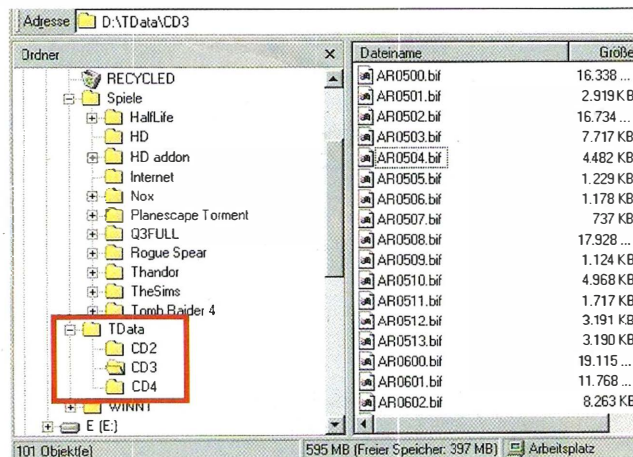 Adresse D:\TData\CD3
Ordner
RECYCLED
Spiele
HalfLife
HD
HD addon
Internet
Nox
Planescape Torment
Q3FULL
Rogue Spear
Thandor
TheSims
Tomb Raider 4
TData
CD2
CD3
CD4
WINNT
E (E:)
Dateiname Größe
AR0500.bif 16.338 ...
AR0501.bif 2.919 KB
AR0502.bif 16.734 ...
AR0503.bif 7.717 KB
AR0504.bif 4.482 KB
AR0505.bif 1.229 KB
AR0506.bif 1.178 KB
AR0507.bif 737 KB
AR0508.bif 17.928 ...
AR0509.bif 1.124 KB
AR0510.bif 4.968 KB
AR0511.bif 1.717 KB
AR0512.bif 3.191 KB
AR0513.bif 3.190 KB
AR0600.bif 19.115 ...
AR0601.bif 11.768 ...
AR0602.bif 8.263 KB
101 Objekt(e) 595 MB (Freier Speicher: 397 MB) Arbeitsplatz